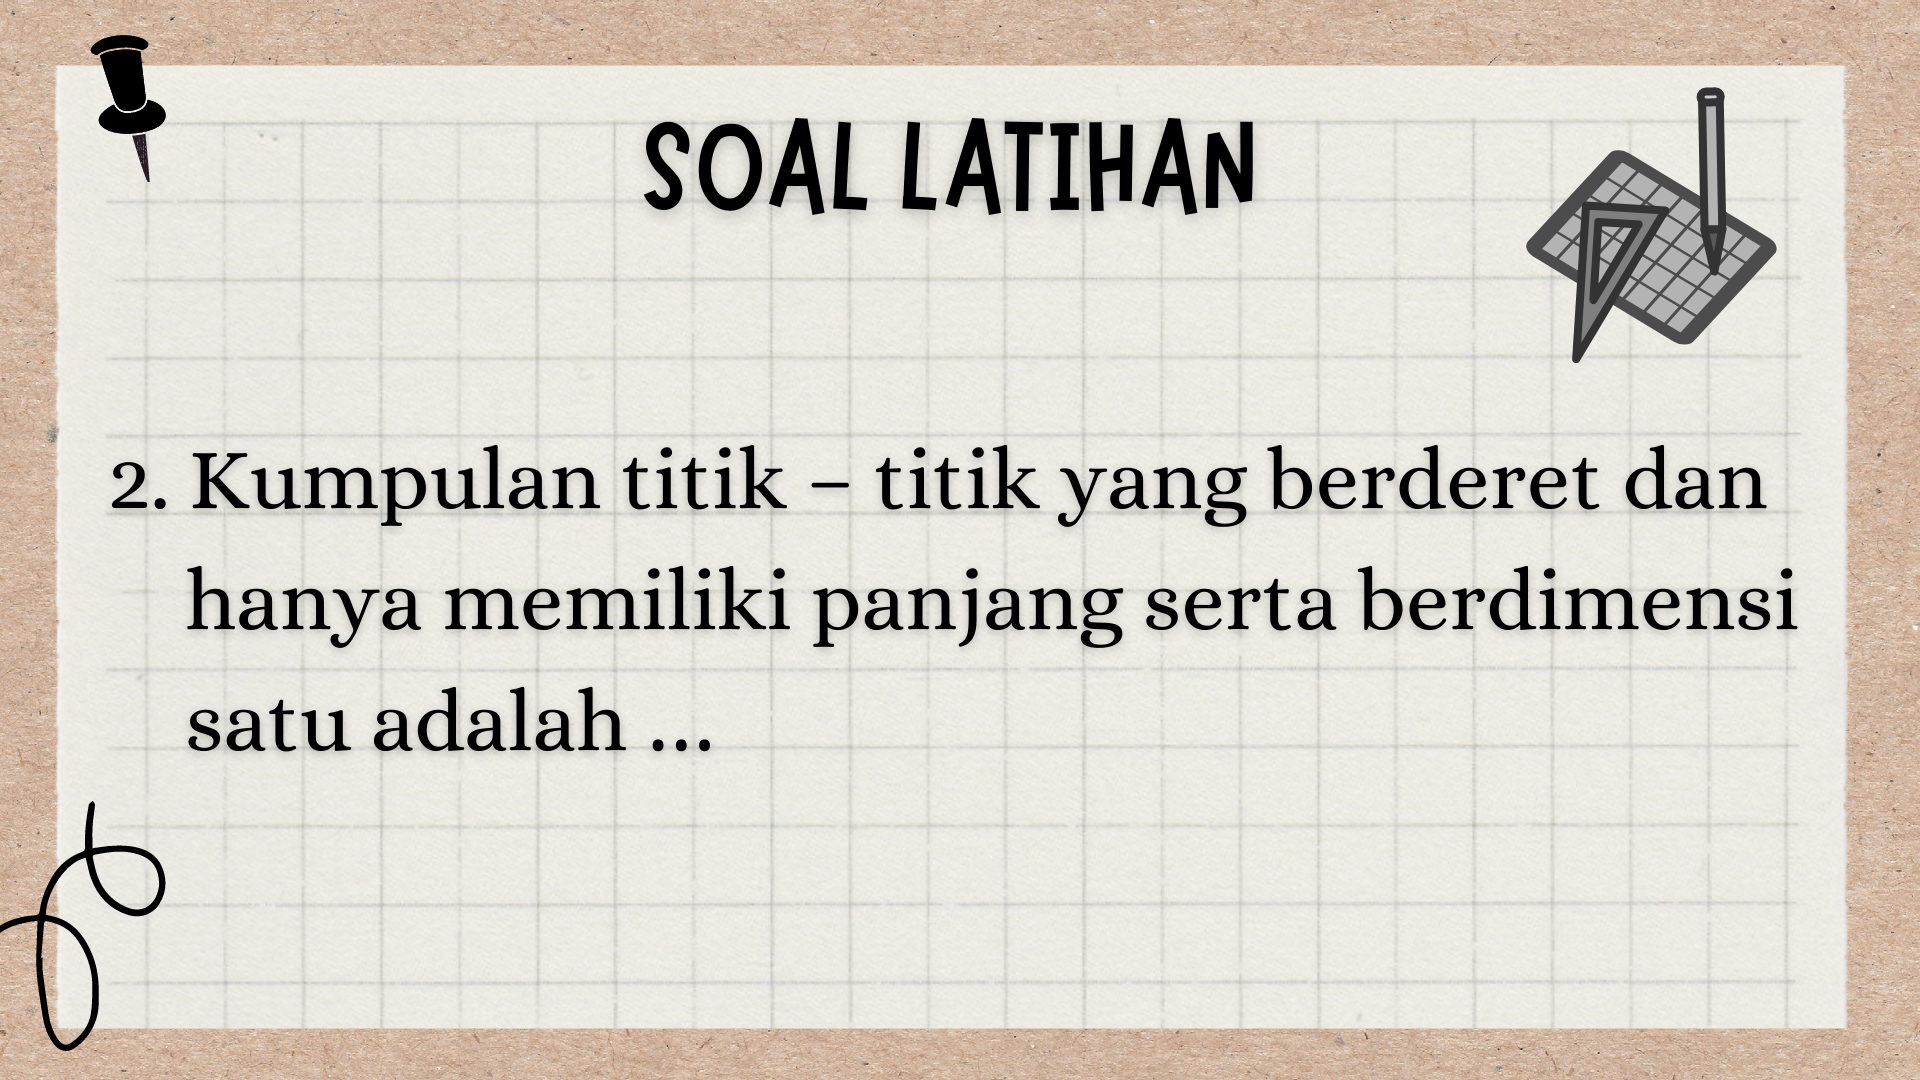 SOAL LATIHAN
2. Kumpulan titik – titik yang berderet dan
hanya memiliki panjang serta berdimensi
satu adalah ...